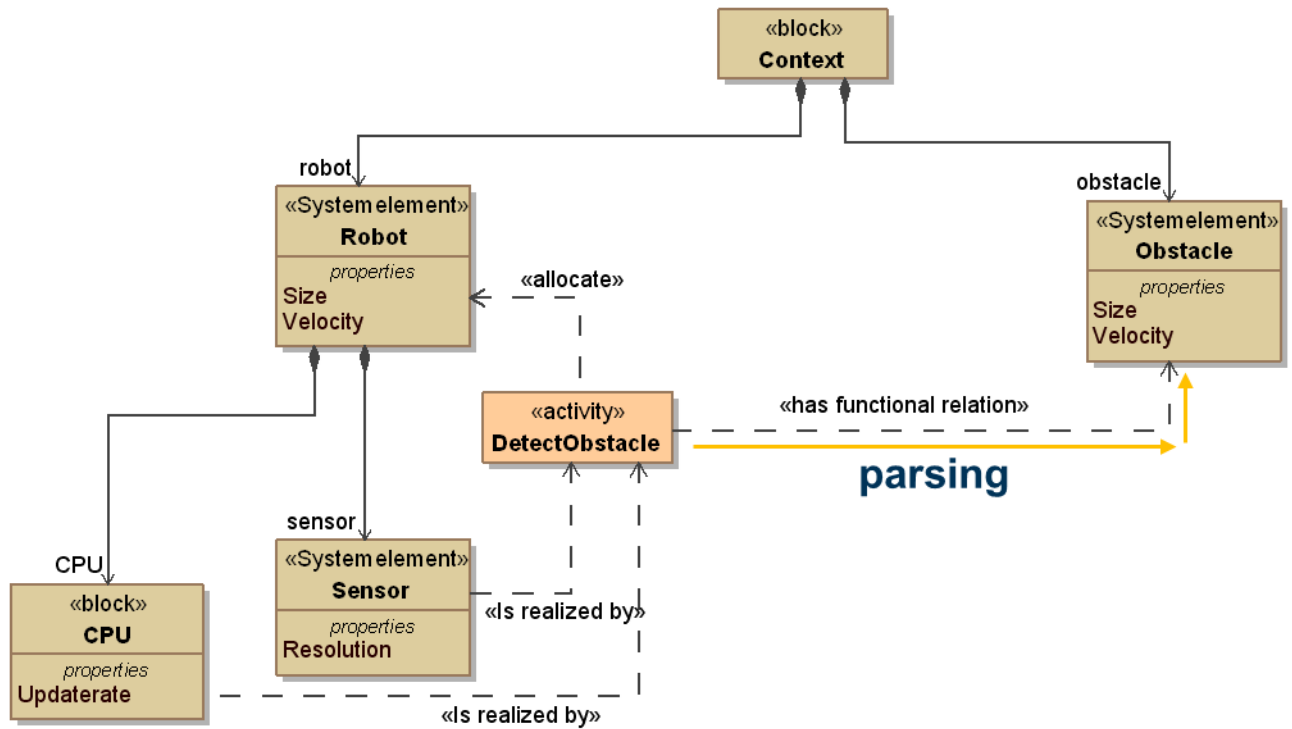 «block»
Context
robot
«Systemelement»
Robot
properties
Size
Velocity
obstacle
«Systemelement»
Obstacle
properties
Size
Velocity
«allocate»
«activity»
DetectObstacle
«has functional relation»
parsing
sensor
«Systemelement»
Sensor
properties
Resolution
«Is realized by»
CPU
«block»
CPU
properties
Updaterate
«Is realized by»